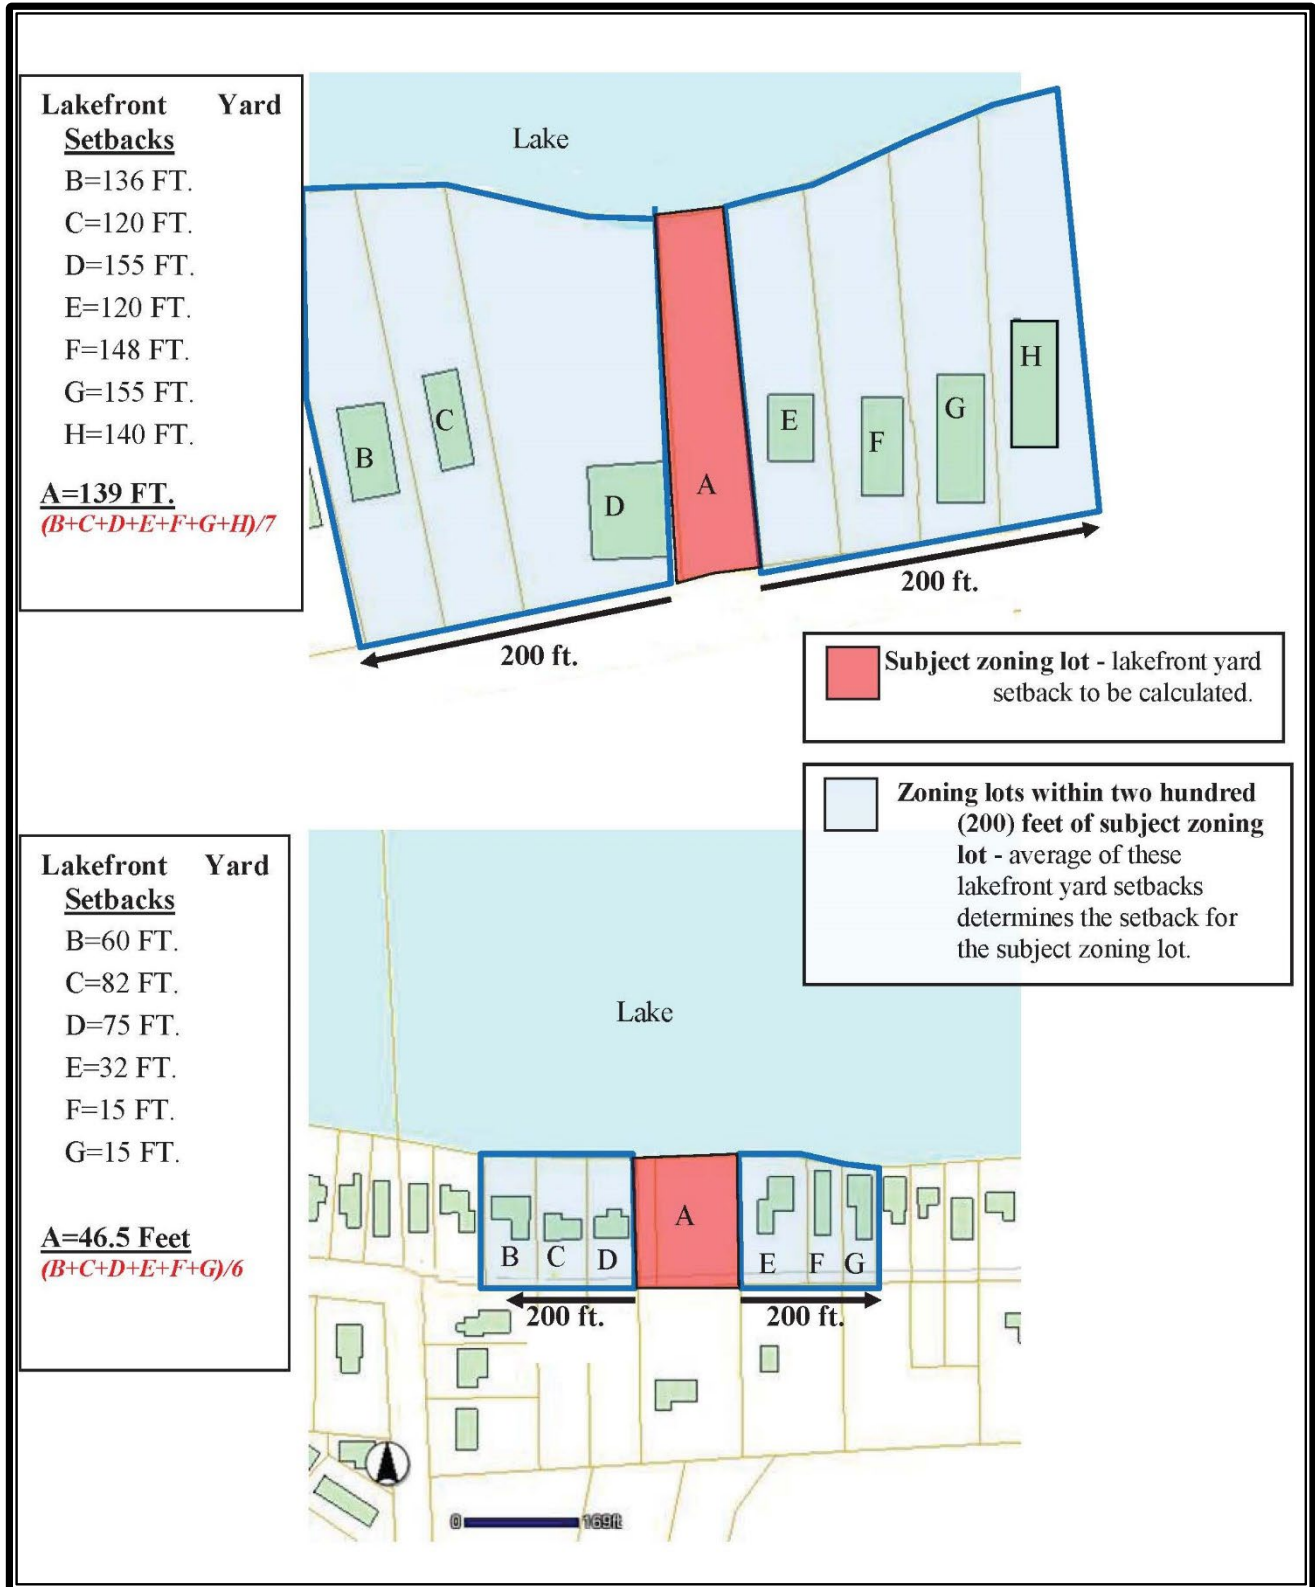 Lakefront Yard
Setbacks
B=136 FT.
C=120 FT.
D=155 FT.
E=120 FT.
F=148 FT.
G=155 FT.
H=140 FT.
A=139 FT.
(B+C+D+E+F+G+H)/7
Lake
B
C
D
A
E
F
G
H
200 ft.
200 ft.
Subject zoning lot - lakefront yard
setback to be calculated.
Zoning lots within two hundred
(200) feet of subject zoning
lot - average of these
lakefront yard setbacks
determines the setback for
the subject zoning lot.
Lakefront Yard
Setbacks
B=60 FT.
C=82 FT.
D=75 FT.
E=32 FT.
F=15 FT.
G=15 FT.
A=46.5 Feet
(B+C+D+E+F+G)/6
Lake
B
C
D
A
E
F
G
200 ft.
200 ft.
0 169ft